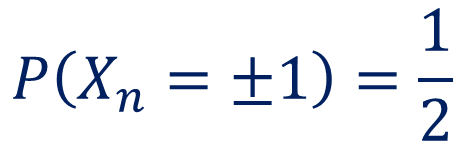 P(Xₙ = ±1) = 1/2